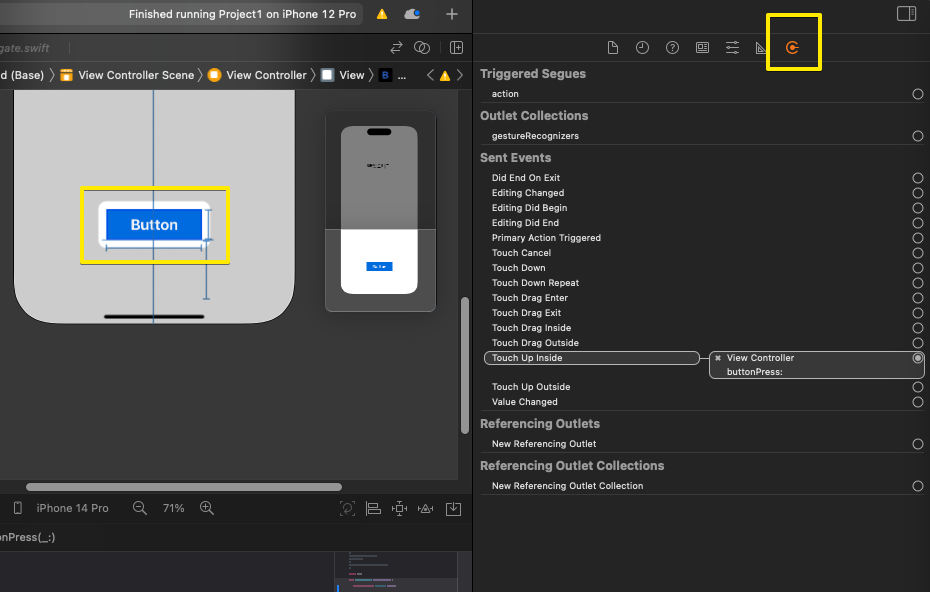 Finished running Project1 on iPhone 12 Pro
gate.swift
d (Base)
View Controller Scene
View Controller
View
B
...
Button
iPhone 14 Pro
71%
onPress(_:)
Triggered Segues
action
Outlet Collections
gestureRecognizers
Sent Events
Did End On Exit
Editing Changed
Editing Did Begin
Editing Did End
Primary Action Triggered
Touch Cancel
Touch Down
Touch Down Repeat
Touch Drag Enter
Touch Drag Exit
Touch Drag Inside
Touch Drag Outside
Touch Up Inside
View Controller
buttonPress:
Touch Up Outside
Value Changed
Referencing Outlets
New Referencing Outlet
Referencing Outlet Collections
New Referencing Outlet Collection